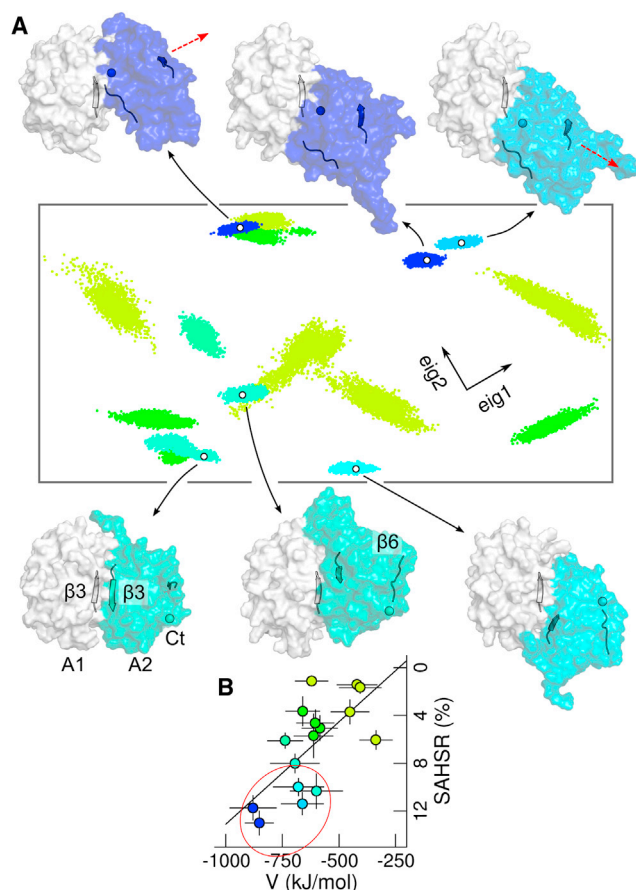 A
eig2
eig1
β3
β3
β6
Ct
A1
A2
B
0
4
8
12
SAHSR (%)
-1000
-750
-500
-250
V (kJ/mol)